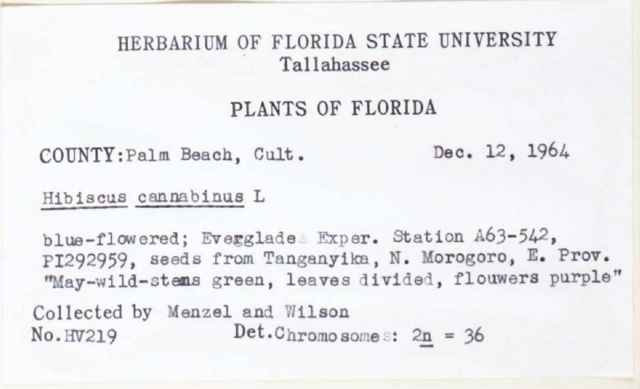 HERBARIUM OF FLORIDA STATE UNIVERSITY
Tallahassee
PLANTS OF FLORIDA
COUNTY: Palm Beach, Cult. Dec. 12, 1964
Hibiscus cannabinus L
blue-flowered; Everglades Exper. Station A63-542,
PI292959, seeds from Tanganyika, N. Morogoro, E. Prov.
"May-wild-stems green, leaves divided, flouwers purple"
Collected by Menzel and Wilson
No. HV219 Det. Chromosomes: 2n = 36